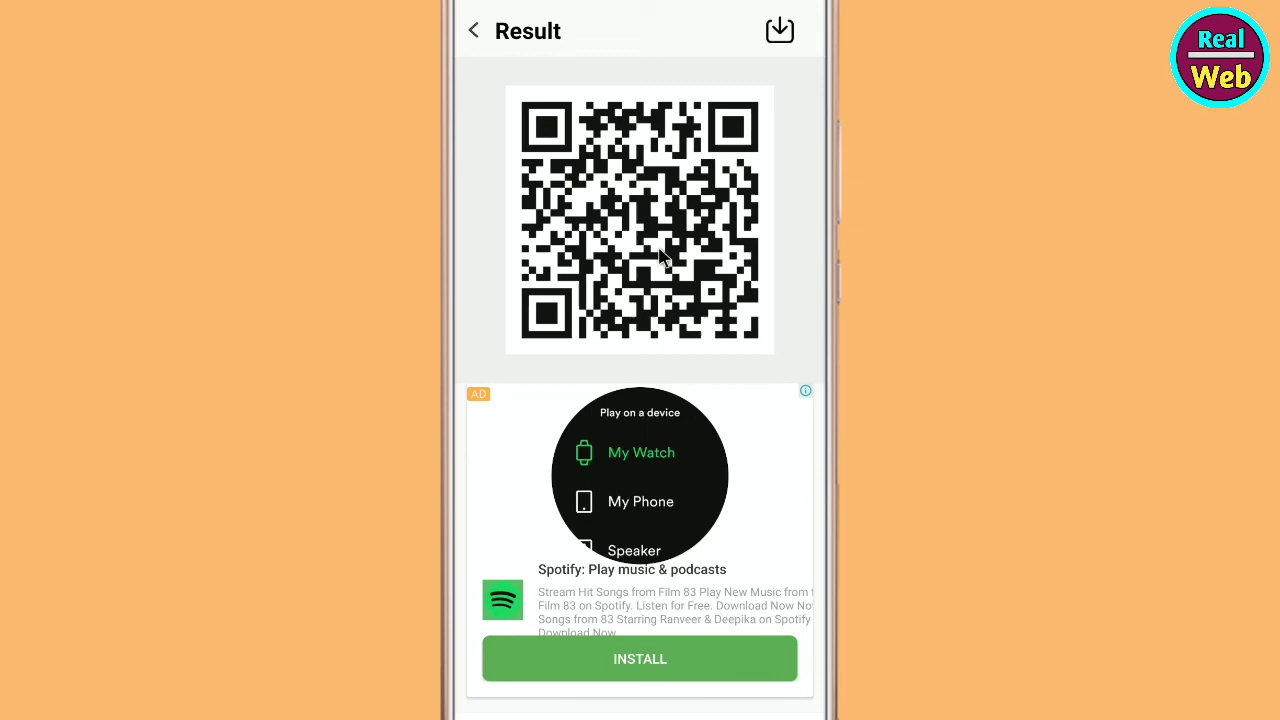 Result
Real
Web
AD
Play on a device
My Watch
My Phone
Speaker
Spotify: Play music & podcasts
Stream Hit Songs from Film 83 Play New Music from
Film 83 on Spotify. Listen for Free. Download Now
Songs from 83 Starring Ranveer & Deepika on Spotify
Download Now
INSTALL